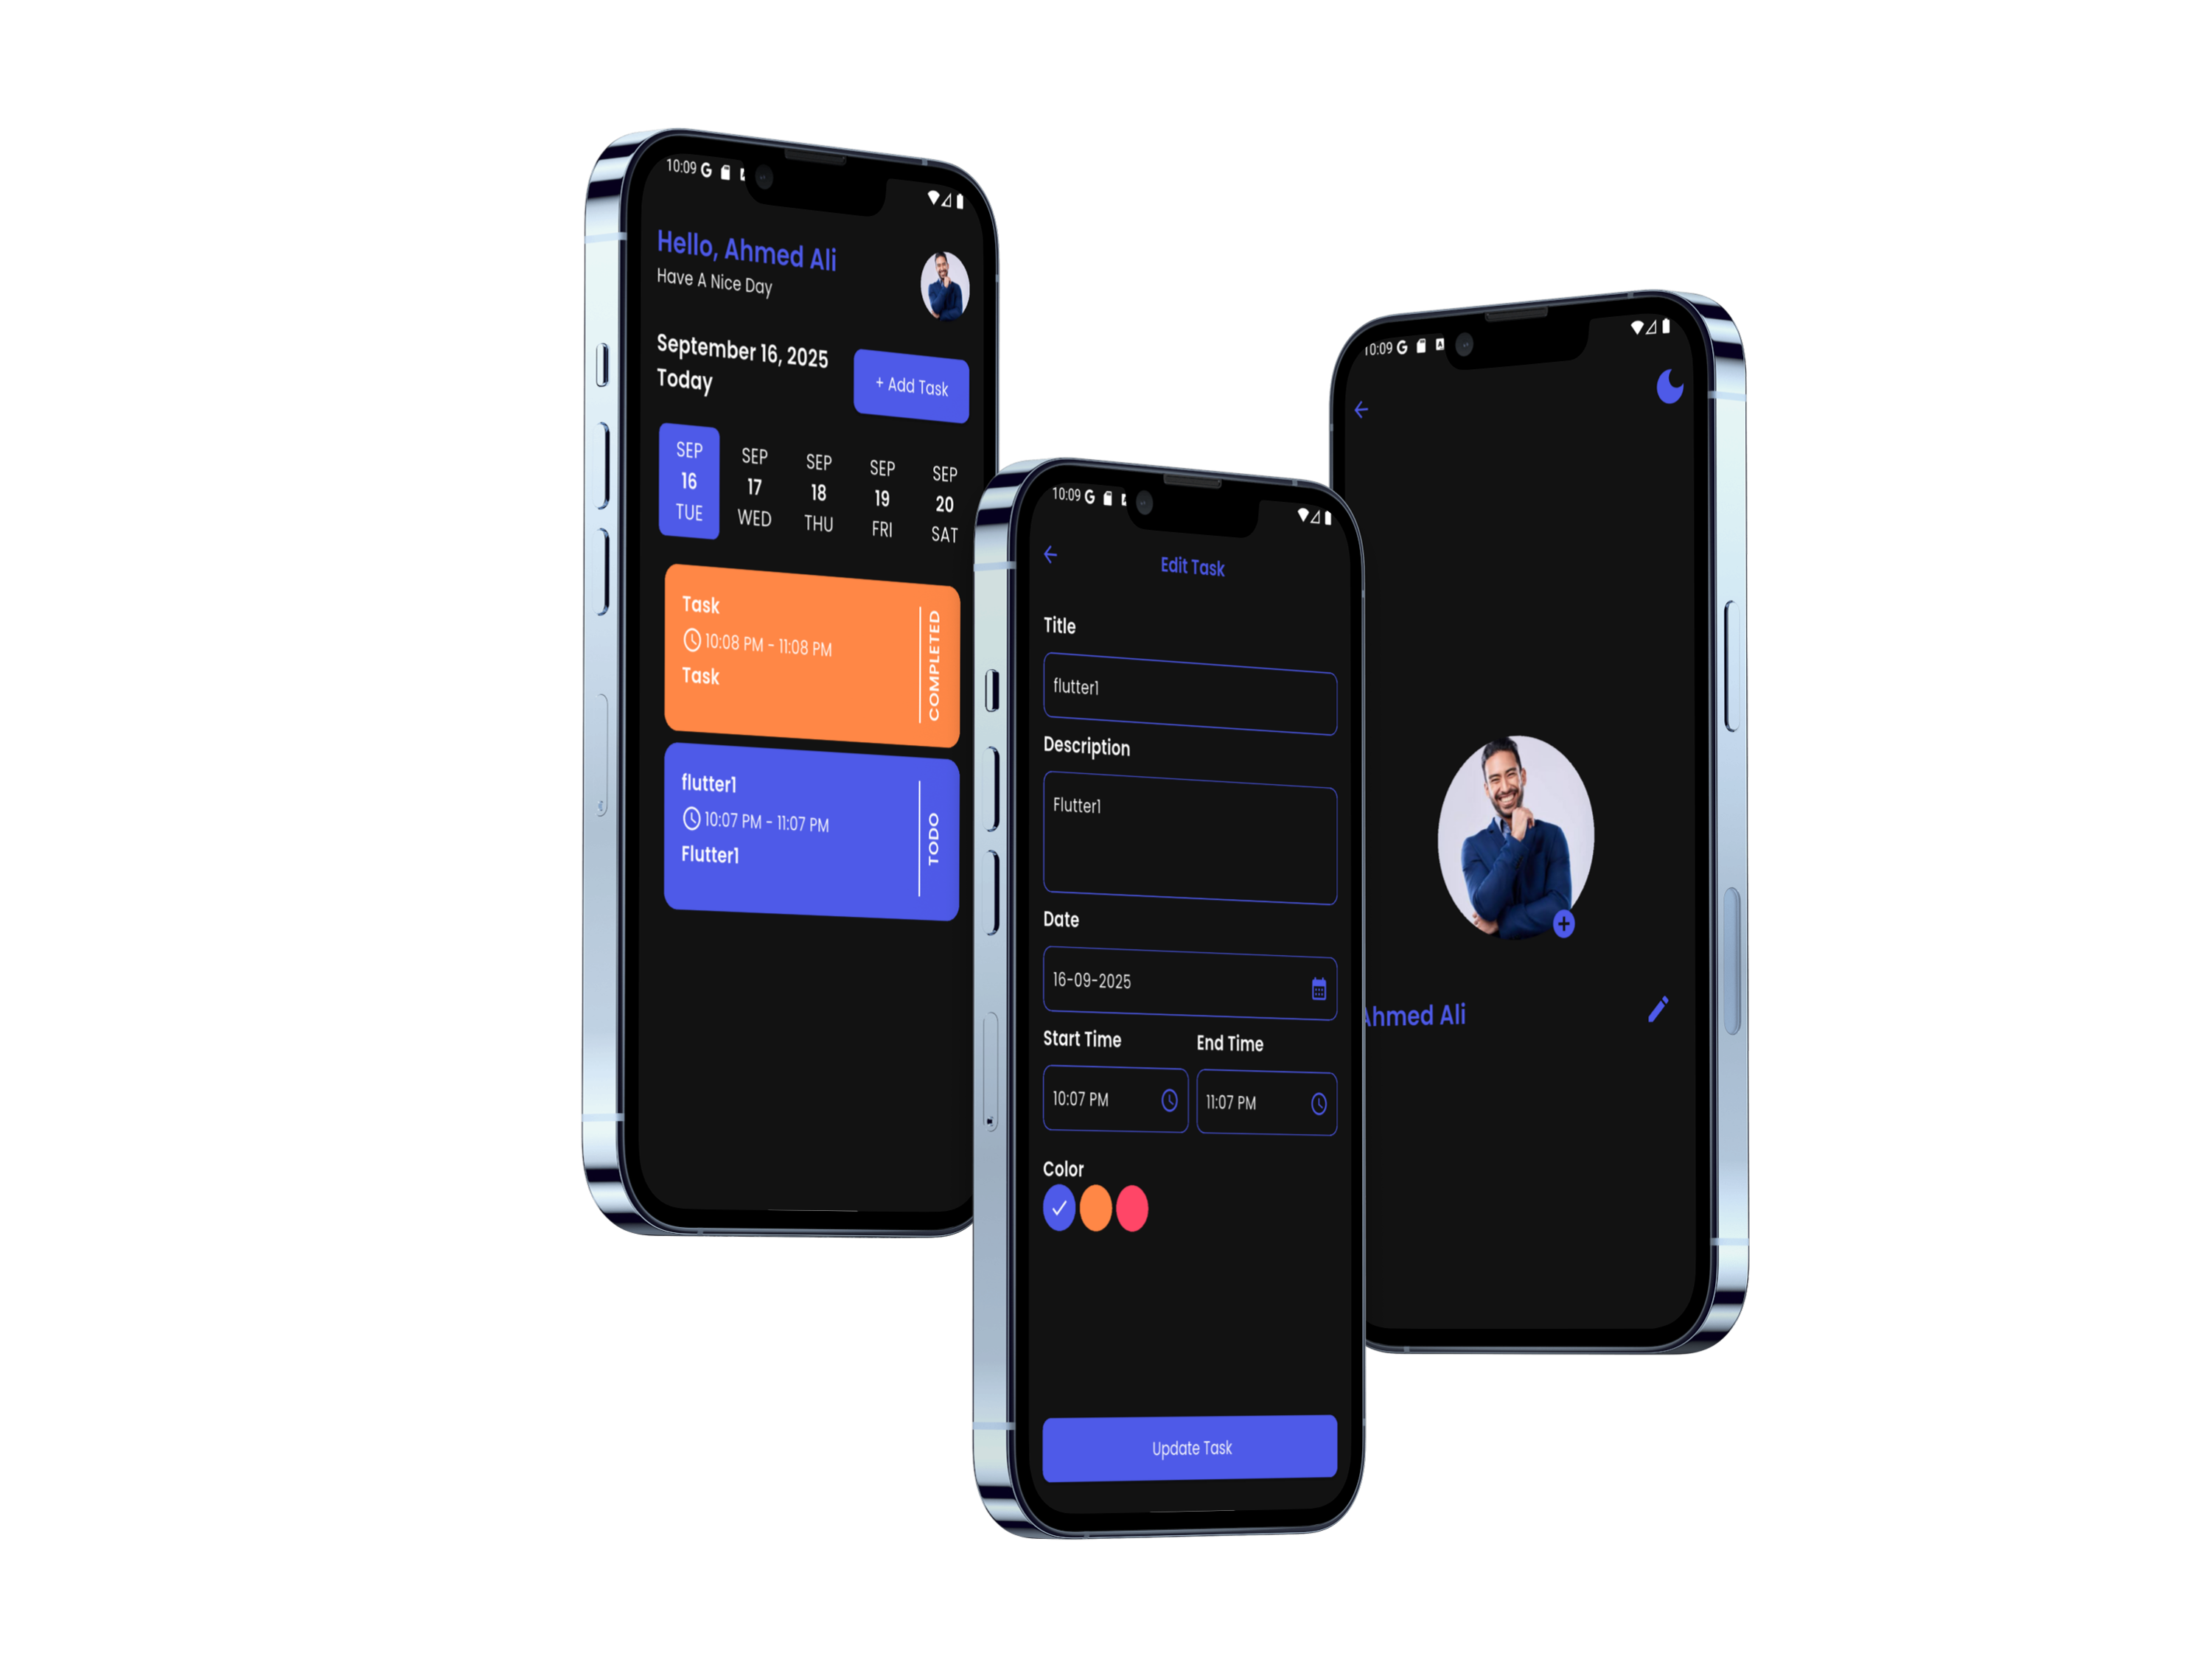 10:09
Hello, Ahmed Ali
Have A Nice Day
September 16, 2025
Today
+ Add Task
SEP
16
TUE
SEP
17
WED
SEP
18
THU
SEP
19
FRI
SEP
20
SAT
Task
10:08 PM - 11:08 PM
Task
COMPLETED
flutter1
10:07 PM - 11:07 PM
Flutter1
TODO
10:09
Edit Task
Title
flutter1
Description
Flutter1
Date
16-09-2025
Start Time
End Time
10:07 PM
11:07 PM
Color
Update Task
10:09
Ahmed Ali